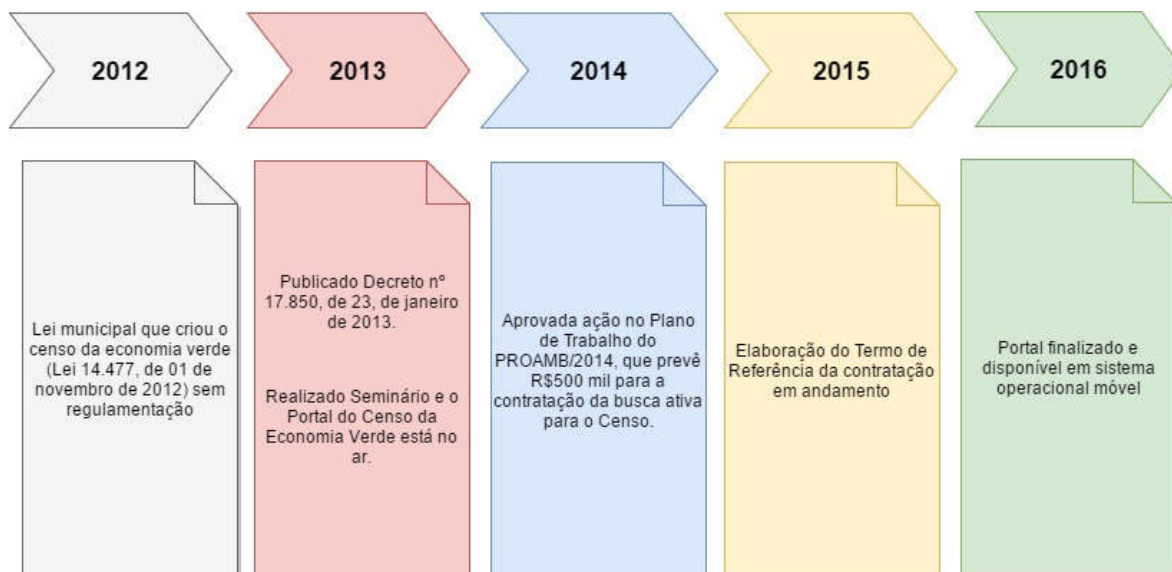 2012
2013
2014
2015
2016
Lei municipal que criou o
censo da economia verde
(Lei 14.477, de 01 de
novembro de 2012) sem
regulamentação
Publicado Decreto nº
17.850, de 23, de janeiro
de 2013.
Realizado Seminário e o
Portal do Censo da
Economia Verde está no
ar.
Aprovada ação no Plano
de Trabalho do
PROAMB/2014, que prevê
R$500 mil para a
contratação da busca ativa
para o Censo.
Elaboração do Termo de
Referência da contratação
em andamento
Portal finalizado e
disponível em sistema
operacional móvel